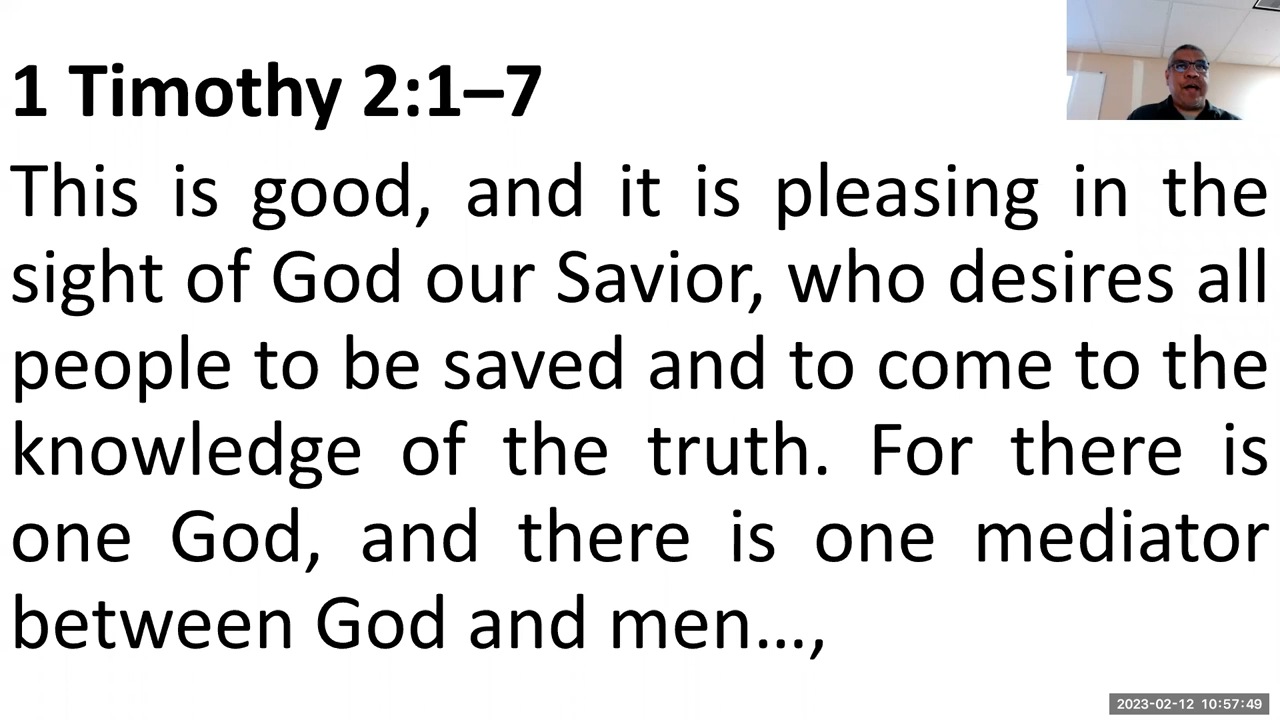 1 Timothy 2:1–7
This is good, and it is pleasing in the
sight of God our Savior, who desires all
people to be saved and to come to the
knowledge of the truth. For there is
one God, and there is one mediator
between God and men…,
2023-02-12 10:57:49